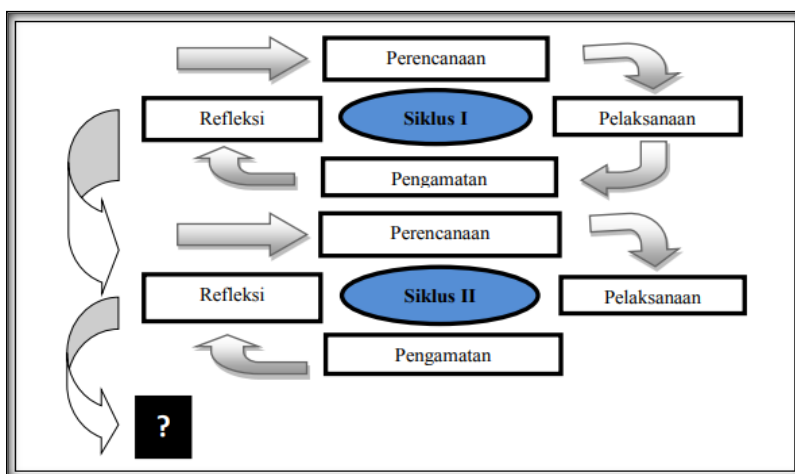 Perencanaan
Refleksi
Siklus I
Pelaksanaan
Pengamatan
Perencanaan
Refleksi
Siklus II
Pelaksanaan
Pengamatan
?